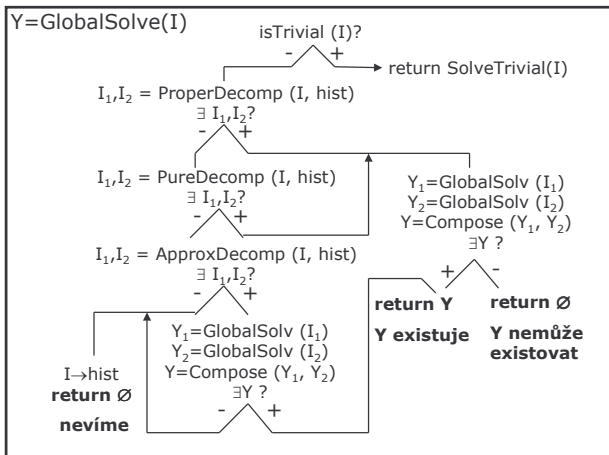 Y=GlobalSolve(I)
isTrivial (I)?
- +
return SolveTrivial(I)
I₁,I₂ = ProperDecomp (I, hist)
∃ I₁,I₂?
- +
I₁,I₂ = PureDecomp (I, hist)
∃ I₁,I₂?
- +
Y₁=GlobalSolv (I₁)
Y₂=GlobalSolv (I₂)
Y=Compose (Y₁, Y₂)
∃Y ?
+ -
return Y
Y existuje
return ∅
Y nemůže
existovat
I₁,I₂ = ApproxDecomp (I, hist)
∃ I₁,I₂?
- +
Y₁=GlobalSolv (I₁)
Y₂=GlobalSolv (I₂)
Y=Compose (Y₁, Y₂)
∃Y ?
- +
I→hist
return ∅
nevíme